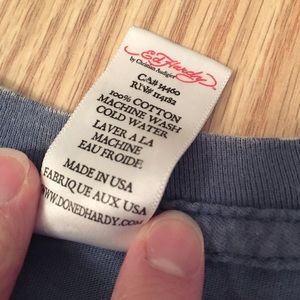 Ed Hardy
by Christian Audigier
CA# 14460
RN# 114182
100% COTTON
MACHINE WASH
COLD WATER
LAVER A LA
MACHINE
EAU FROIDE
MADE IN USA
FABRIQUE AUX USA
WWW.DONEDHARDY.COM